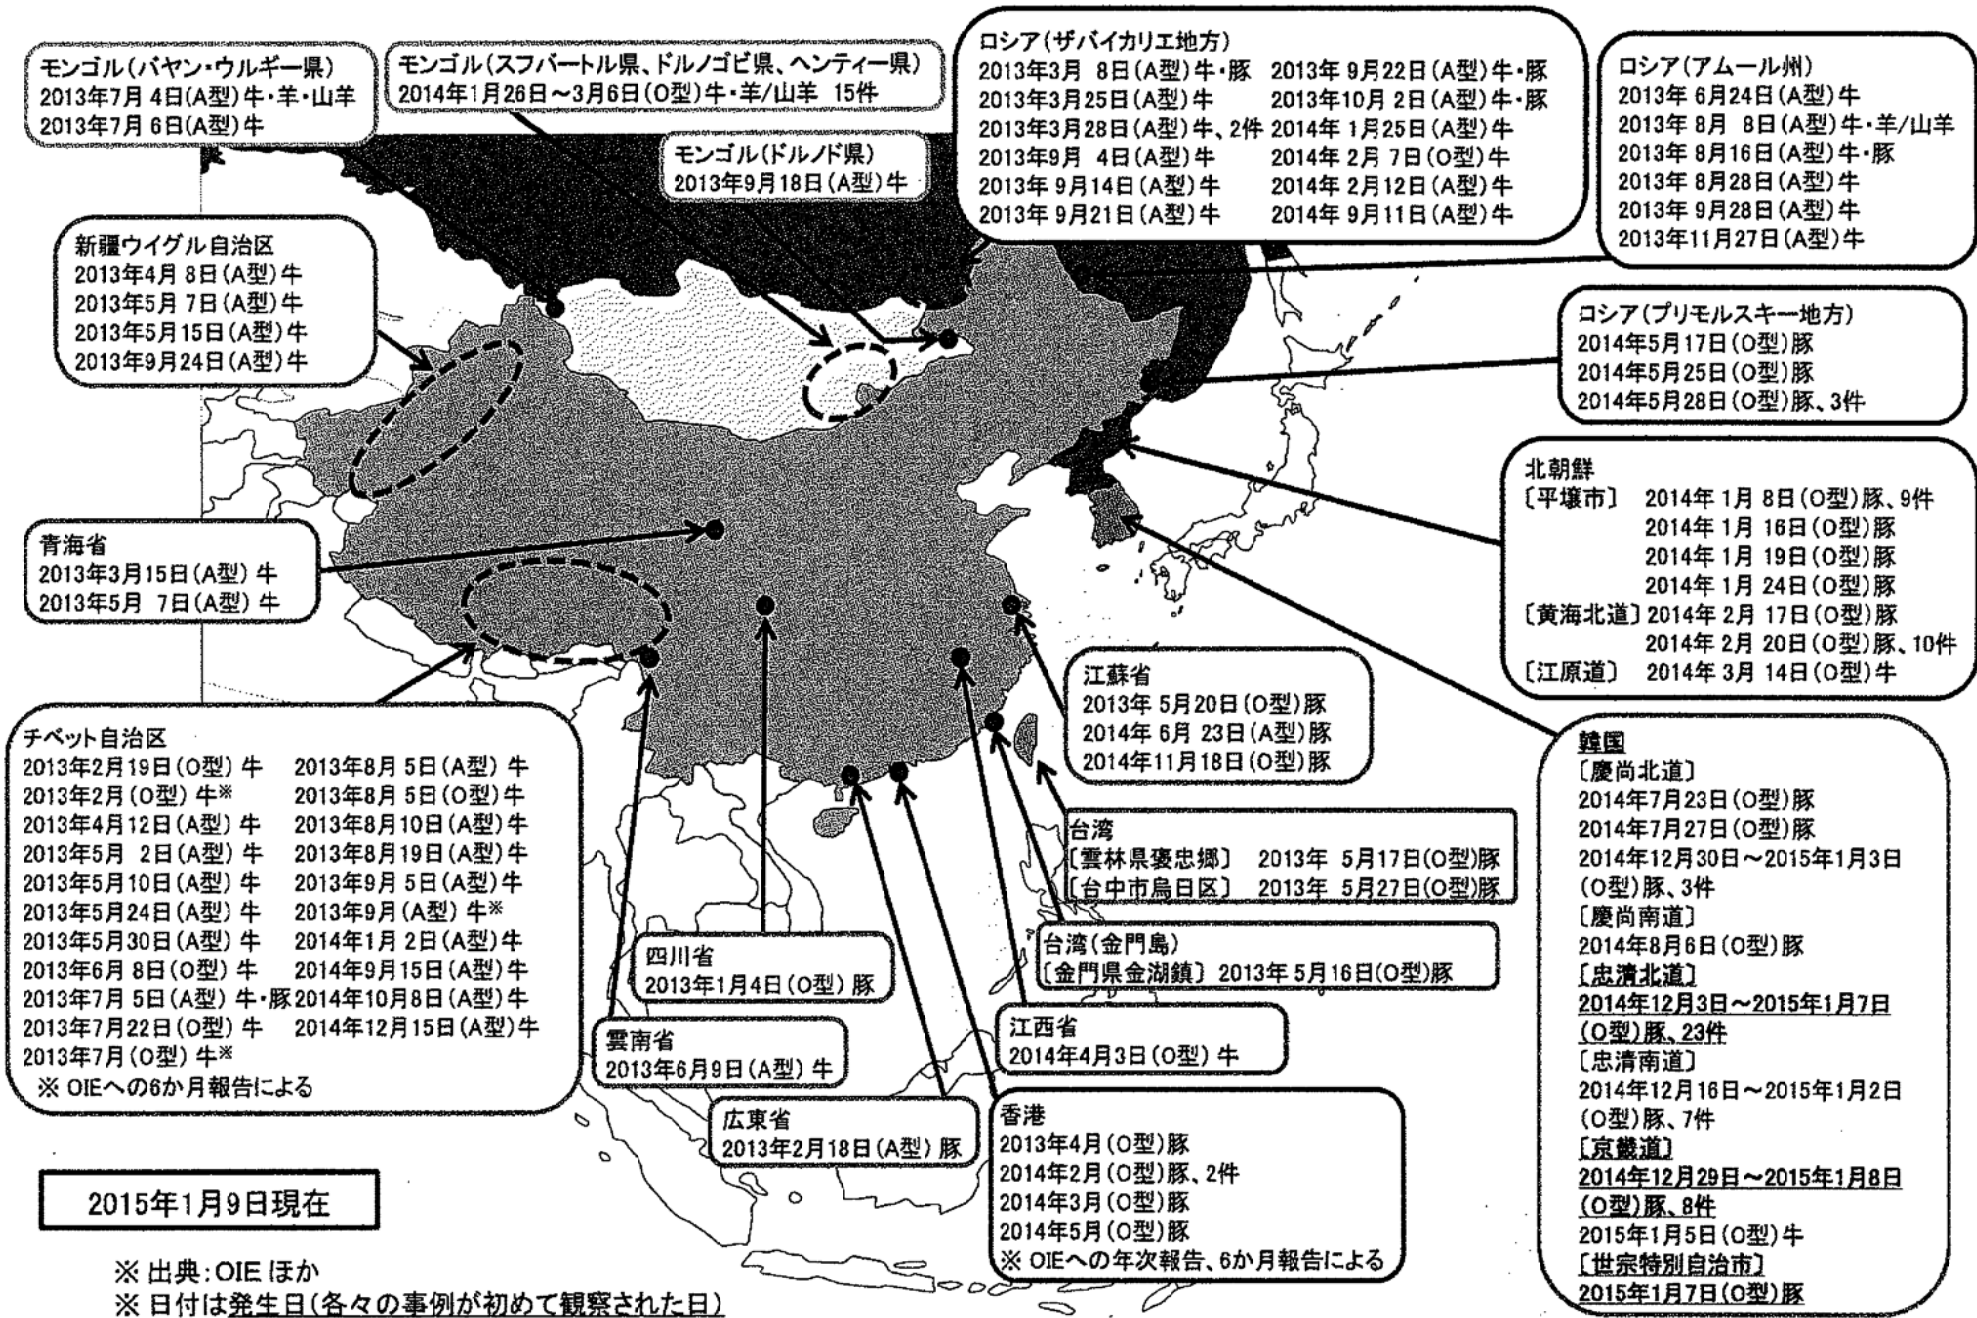 モンゴル(バヤン・ウルギー県)
2013年7月 4日(A型)牛・羊・山羊
2013年7月 6日(A型)牛
モンゴル(スフバートル県、ドルノゴビ県、ヘンティー県)
2014年1月26日～3月6日(O型)牛・羊/山羊 15件
モンゴル(ドルノド県)
2013年9月18日(A型)牛
ロシア(ザバイカリエ地方)
2013年3月 8日(A型)牛・豚 2013年 9月22日(A型)牛・豚
2013年3月25日(A型)牛 2013年10月 2日(A型)牛・豚
2013年3月28日(A型)牛、2件 2014年 1月25日(A型)牛
2013年9月 4日(A型)牛 2014年 2月 7日(O型)牛
2013年 9月14日(A型)牛 2014年 2月12日(A型)牛
2013年 9月21日(A型)牛 2014年 9月11日(A型)牛
ロシア(アムール州)
2013年 6月24日(A型)牛
2013年 8月 8日(A型)牛・羊/山羊
2013年 8月16日(A型)牛・豚
2013年 8月28日(A型)牛
2013年 9月28日(A型)牛
2013年11月27日(A型)牛
新疆ウイグル自治区
2013年4月 8日(A型)牛
2013年5月 7日(A型)牛
2013年5月15日(A型)牛
2013年9月24日(A型)牛
ロシア(プリモルスキー地方)
2014年5月17日(O型)豚
2014年5月25日(O型)豚
2014年5月28日(O型)豚、3件
北朝鮮
〔平壌市〕 2014年 1月 8日(O型)豚、9件
2014年 1月 16日(O型)豚
2014年 1月 19日(O型)豚
2014年 1月 24日(O型)豚
〔黄海北道〕 2014年 2月 17日(O型)豚
2014年 2月 20日(O型)豚、10件
〔江原道〕 2014年 3月 14日(O型)牛
青海省
2013年3月15日(A型) 牛
2013年5月 7日(A型) 牛
江蘇省
2013年 5月20日(O型)豚
2014年 6月 23日(A型)豚
2014年11月18日(O型)豚
チベット自治区
2013年2月19日(O型) 牛 2013年8月 5日(A型) 牛
2013年2月(O型) 牛※ 2013年8月 5日(O型)牛
2013年4月12日(A型) 牛 2013年8月10日(A型)牛
2013年5月 2日(A型) 牛 2013年8月19日(A型)牛
2013年5月10日(A型) 牛 2013年9月 5日(A型)牛
2013年5月24日(A型) 牛 2013年9月(A型) 牛※
2013年5月30日(A型) 牛 2014年1月 2日(A型)牛
2013年6月 8日(O型) 牛 2014年9月15日(A型)牛
2013年7月 5日(A型) 牛・豚 2014年10月8日(A型)牛
2013年7月22日(O型) 牛 2014年12月15日(A型)牛
2013年7月(O型) 牛※
※ OIEへの6か月報告による
台湾
〔雲林県褒忠郷〕 2013年 5月17日(O型)豚
〔台中市烏日区〕 2013年 5月27日(O型)豚
台湾(金門島)
〔金門県金湖鎮〕 2013年 5月16日(O型)豚
四川省
2013年1月4日(O型) 豚
雲南省
2013年6月9日(A型) 牛
江西省
2014年4月3日(O型) 牛
広東省
2013年2月18日(A型) 豚
香港
2013年4月(O型)豚
2014年2月(O型)豚、2件
2014年3月(O型)豚
2014年5月(O型)豚
※ OIEへの年次報告、6か月報告による
韓国
〔慶尚北道〕
2014年7月23日(O型)豚
2014年7月27日(O型)豚
2014年12月30日～2015年1月3日
(O型)豚、3件
〔慶尚南道〕
2014年8月6日(O型)豚
〔忠清北道〕
2014年12月3日～2015年1月7日
(O型)豚、23件
〔忠清南道〕
2014年12月16日～2015年1月2日
(O型)豚、7件
〔京畿道〕
2014年12月29日～2015年1月8日
(O型)豚、8件
2015年1月5日(O型)牛
〔世宗特別自治市〕
2015年1月7日(O型)豚
2015年1月9日現在
※ 出典:OIE ほか
※ 日付は発生日(各々の事例が初めて観察された日)